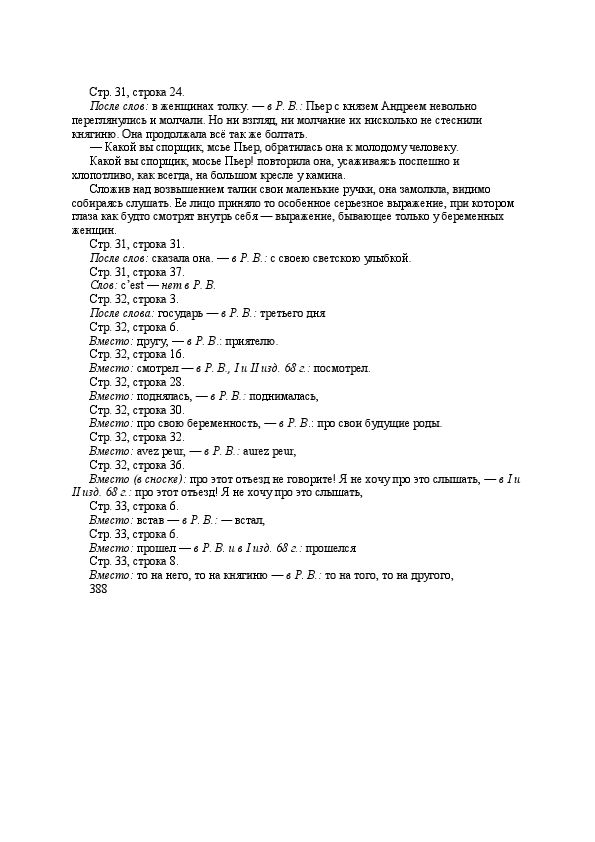 Стр. 31, строка 24.
После слов: в женщинах толку. — в Р. В.: Пьер с князем Андреем невольно
переглянулись и молчали. Но ни взгляд, ни молчание их нисколько не стеснили
княгиню. Она продолжала всё так же болтать.
— Какой вы спорщик, мсье Пьер, обратилась она к молодому человеку.
Какой вы спорщик, мосье Пьер! повторила она, усаживаясь поспешно и
хлопотливо, как всегда, на большом кресле у камина.
Сложив над возвышением талии свои маленькие ручки, она замолкла, видимо
собираясь слушать. Ее лицо приняло то особенное серьезное выражение, при котором
глаза как будто смотрят внутрь себя — выражение, бывающее только у беременных
женщин.
Стр. 31, строка 31.
После слов: сказала она. — в Р. В.: с своею светскою улыбкой.
Стр. 31, строка 37.
Слов: c’est — нет в Р. В.
Стр. 32, строка 3.
После слова: государь — в Р. В.: третьего дня
Стр. 32, строка 6.
Вместо: другу, — в Р. В.: приятелю.
Стр. 32, строка 16.
Вместо: смотрел — в Р. В., I и II изд. 68 г.: посмотрел.
Стр. 32, строка 28.
Вместо: поднялась, — в Р. В.: поднималась,
Стр. 32, строка 30.
Вместо: про свою беременность, — в Р. В.: про свои будущие роды.
Стр. 32, строка 32.
Вместо: avez peur, — в Р. В.: aurez peur,
Стр. 32, строка 36.
Вместо (в сноске): про этот отъезд не говорите! Я не хочу про это слышать, — в I и
II изд. 68 г.: про этот отъезд! Я не хочу про это слышать,
Стр. 33, строка 6.
Вместо: встав — в Р. В.: — встал,
Стр. 33, строка 6.
Вместо: прошел — в Р. В. и в I изд. 68 г.: прошелся
Стр. 33, строка 8.
Вместо: то на него, то на княгиню — в Р. В.: то на того, то на другого,
388